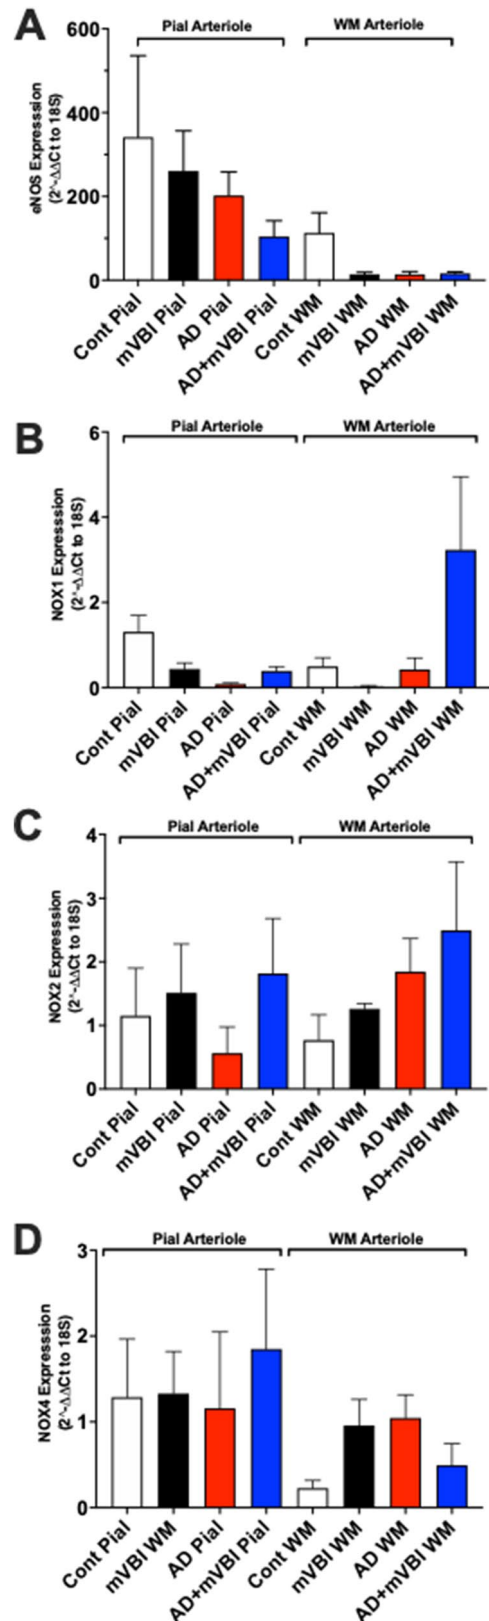 A
Pial Arteriole
WM Arteriole
eNOS Expression
(2^-ΔΔCt to 18S)
600
400
200
0
Cont Pial
mVBI Pial
AD Pial
AD+mVBI Pial
Cont WM
mVBI WM
AD WM
AD+mVBI WM
B
Pial Arteriole
WM Arteriole
NOX1 Expresssion
(2^-ΔΔCt to 18S)
6
4
2
0
Cont Pial
mVBI Pial
AD Pial
AD+mVBI Pial
Cont WM
mVBI WM
AD WM
AD+mVBI WM
C
Pial Arteriole
WM Arteriole
NOX2 Expresssion
(2^-ΔΔCt to 18S)
4
3
2
1
0
Cont Pial
mVBI Pial
AD Pial
AD+mVBI Pial
Cont WM
mVBI WM
AD WM
AD+mVBI WM
D
Pial Arteriole
WM Arteriole
NOX4 Expresssion
(2^-ΔΔCt to 18S)
3
2
1
0
Cont Pial
mVBI WM
AD Pial
AD+mVBI Pial
Cont WM
mVBI WM
AD WM
AD+mVBI WM